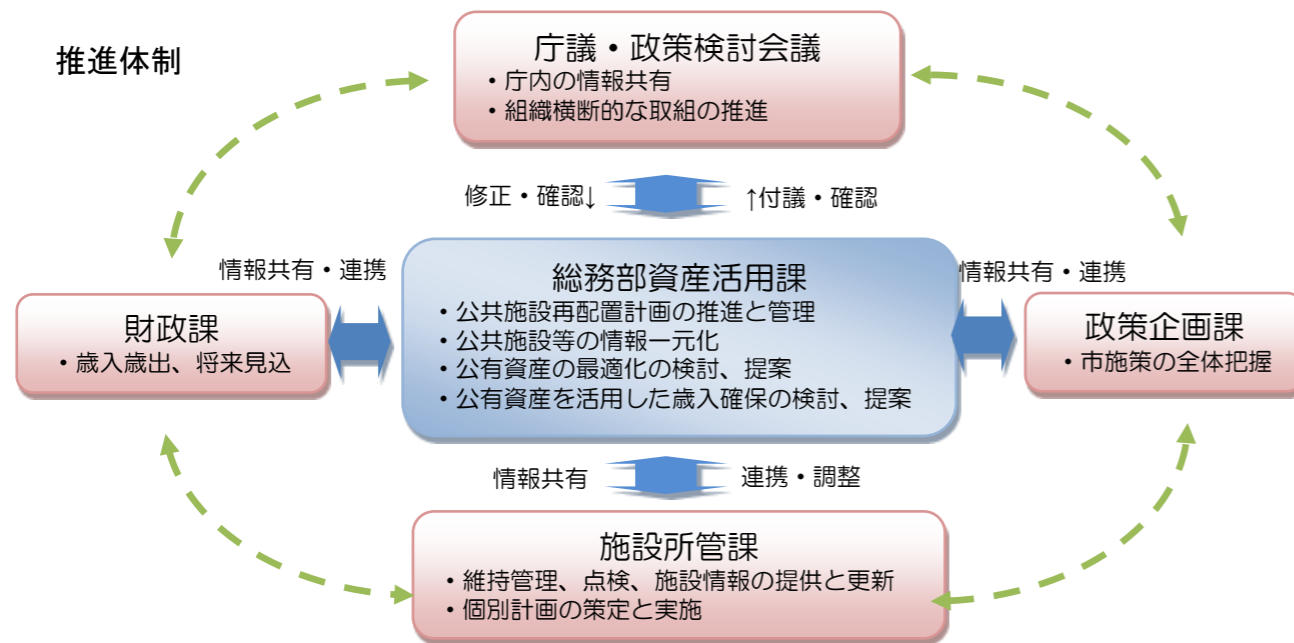 推進体制
庁議・政策検討会議
・庁内の情報共有
・組織横断的な取組の推進
修正・確認↓
↑付議・確認
情報共有・連携
総務部資産活用課
・公共施設再配置計画の推進と管理
・公共施設等の情報一元化
・公有資産の最適化の検討、提案
・公有資産を活用した歳入確保の検討、提案
情報共有・連携
財政課
・歳入歳出、将来見込
政策企画課
・市施策の全体把握
情報共有
連携・調整
施設所管課
・維持管理、点検、施設情報の提供と更新
・個別計画の策定と実施